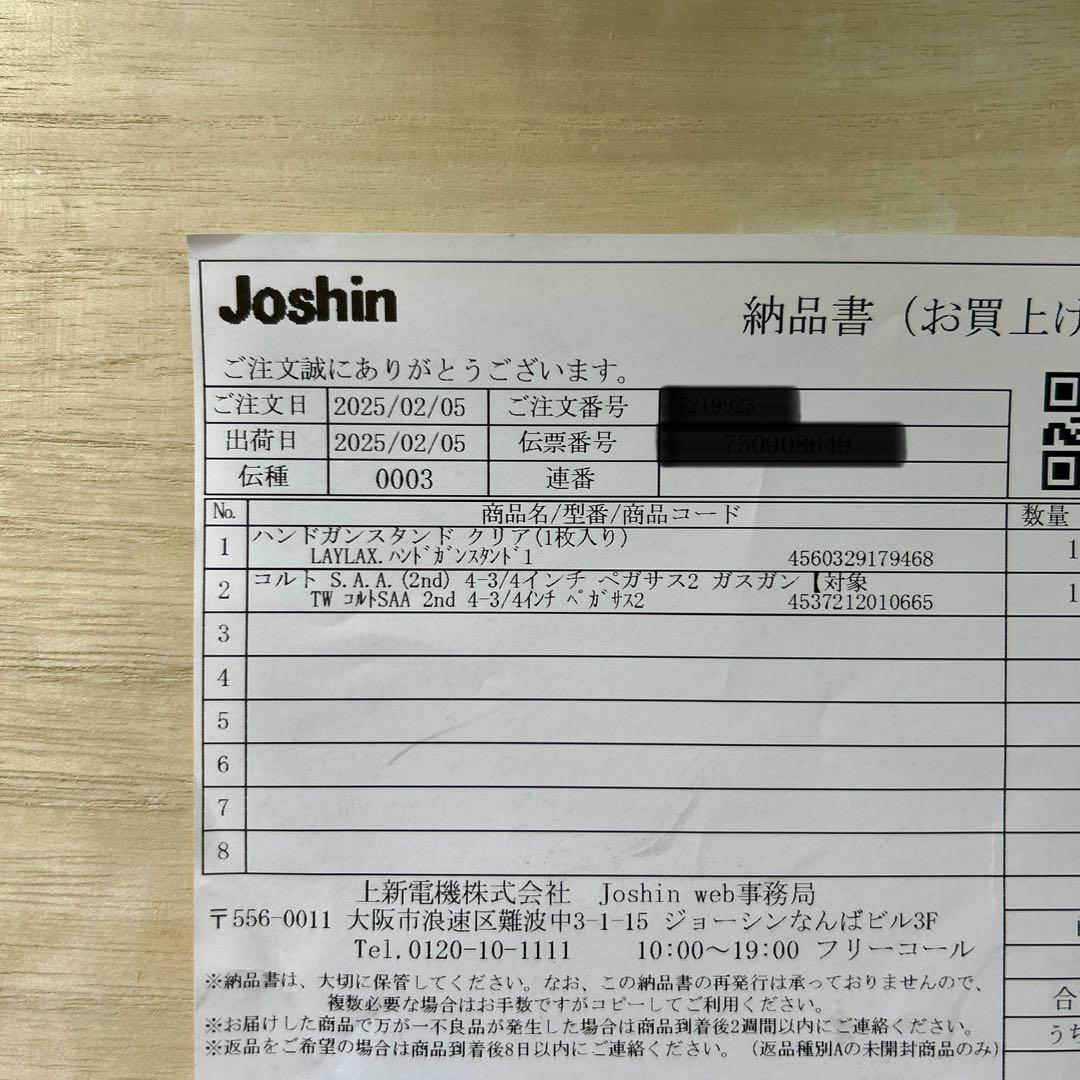 Joshin
納品書（お買上げ
ご注文誠にありがとうございます。
ご注文日 2025/02/05 ご注文番号
出荷日 2025/02/05 伝票番号
伝種 0003 連番
No. 商品名/型番/商品コード 数量
1 ハンドガンスタンド クリア(1枚入り) 1
LAYLAX.ﾊﾝﾄﾞｶﾞﾝｽﾀﾝﾄﾞ1 4560329179468
2 コルト S.A.A.(2nd) 4-3/4インチ ペガサス2 ガスガン【対象 1
TW ｺﾙﾄSAA 2nd 4-3/4ｲﾝﾁ ﾍﾟｶﾞｻｽ2 4537212010665
3
4
5
6
7
8
上新電機株式会社 Joshin web事務局
〒556-0011 大阪市浪速区難波中3-1-15 ジョーシンなんばビル3F
Tel.0120-10-1111 10:00～19:00 フリーコール
※納品書は、大切に保管してください。なお、この納品書の再発行は承っておりませんので、
複数必要な場合はお手数ですがコピーしてご利用ください。
合
※お届けした商品で万が一不良品が発生した場合は商品到着後2週間以内にご連絡ください。
うち
※返品をご希望の場合は商品到着後8日以内にご連絡ください。（返品種別Aの未開封商品のみ）